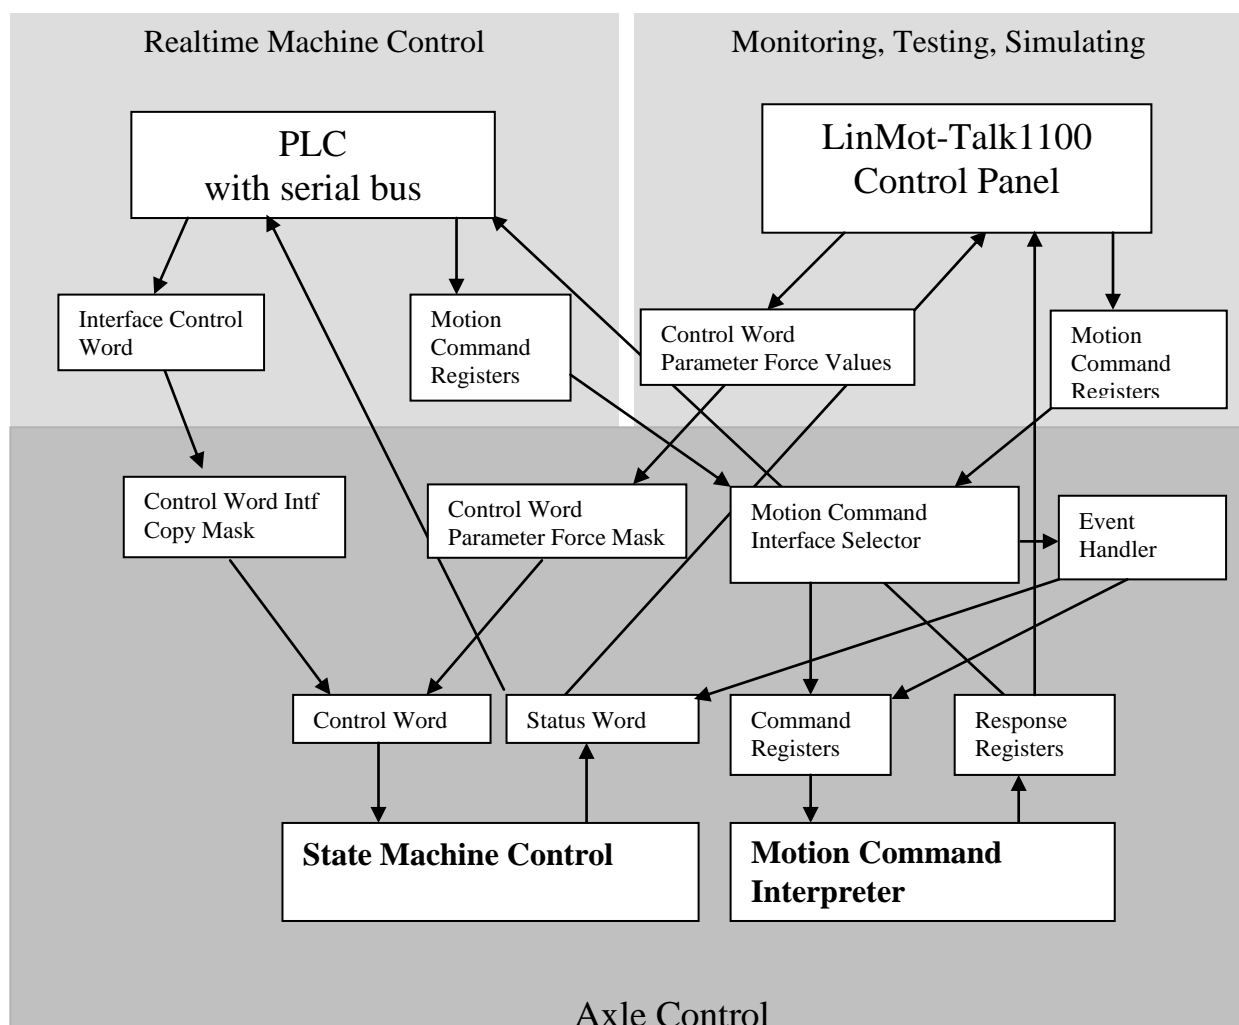 Realtime Machine Control
Monitoring, Testing, Simulating
PLC
with serial bus
LinMot-Talk1100
Control Panel
Interface Control
Word
Motion
Command
Registers
Control Word
Parameter Force Values
Motion
Command
Registers
Control Word Intf
Copy Mask
Control Word
Parameter Force Mask
Motion Command
Interface Selector
Event
Handler
Control Word
Status Word
Command
Registers
Response
Registers
State Machine Control
Motion Command
Interpreter
Axle Control